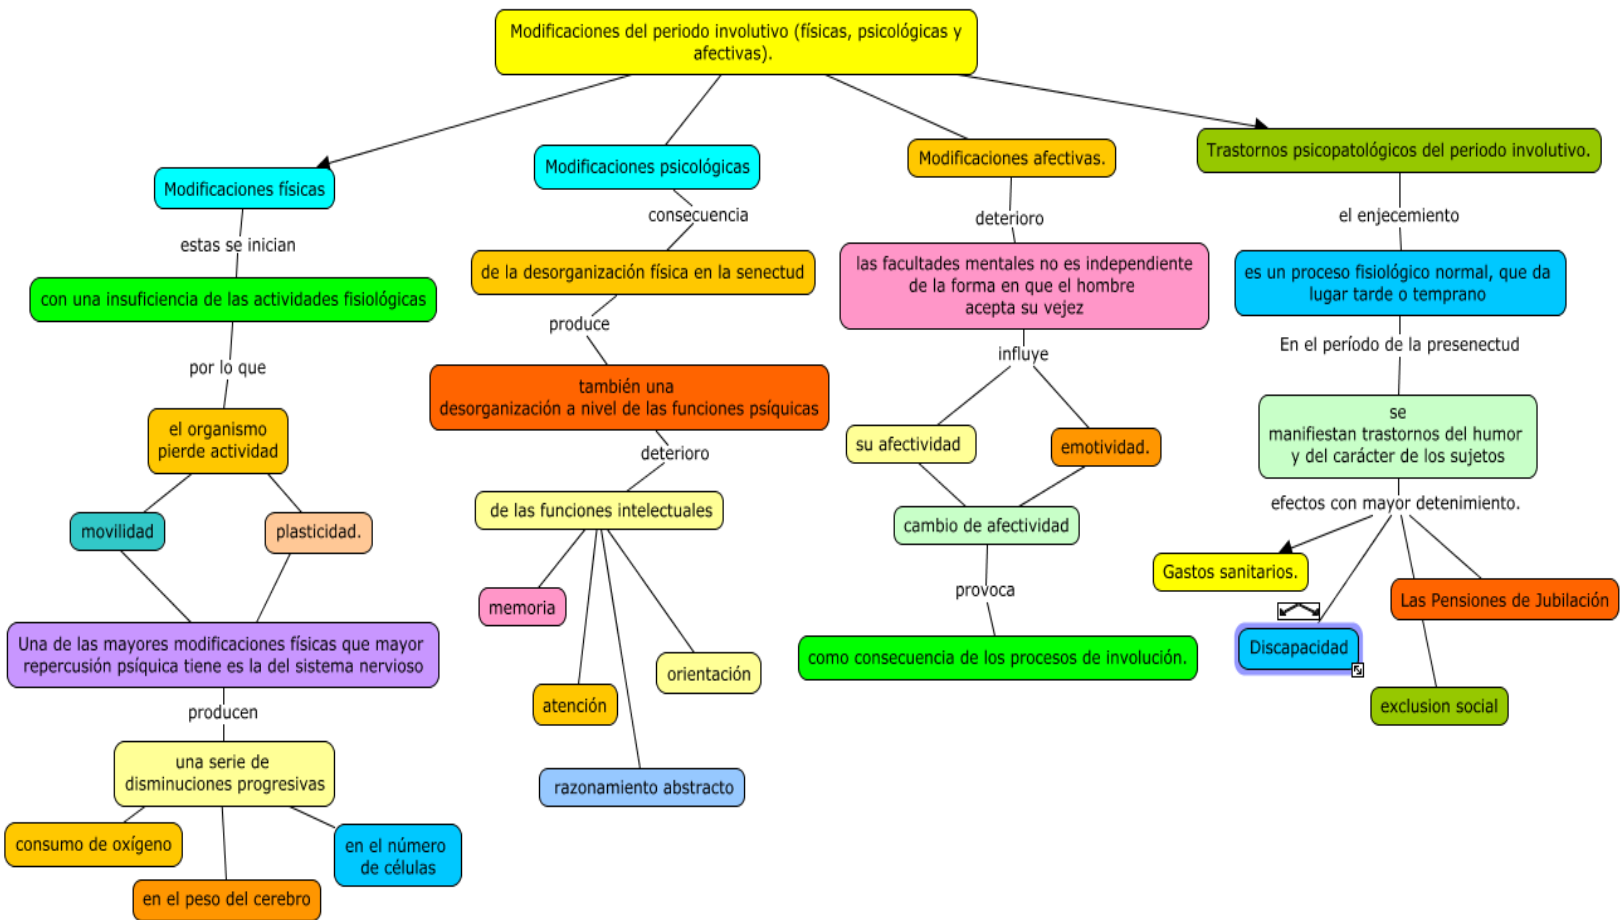 Modificaciones del periodo involutivo (físicas, psicológicas y
afectivas).
Modificaciones físicas
estas se inician
con una insuficiencia de las actividades fisiológicas
por lo que
el organismo
pierde actividad
movilidad
plasticidad.
Una de las mayores modificaciones físicas que mayor
repercusión psíquica tiene es la del sistema nervioso
producen
una serie de
disminuciones progresivas
consumo de oxígeno
en el peso del cerebro
en el número
de células
Modificaciones psicológicas
consecuencia
de la desorganización física en la senectud
produce
también una
desorganización a nivel de las funciones psíquicas
deterioro
de las funciones intelectuales
memoria
atención
razonamiento abstracto
orientación
Modificaciones afectivas.
deterioro
las facultades mentales no es independiente
de la forma en que el hombre
acepta su vejez
influye
su afectividad
emotividad.
cambio de afectividad
provoca
como consecuencia de los procesos de involución.
Trastornos psicopatológicos del periodo involutivo.
el enjecemiento
es un proceso fisiológico normal, que da
lugar tarde o temprano
En el período de la presenectud
se
manifiestan trastornos del humor
y del carácter de los sujetos
efectos con mayor detenimiento.
Gastos sanitarios.
Discapacidad
exclusion social
Las Pensiones de Jubilación